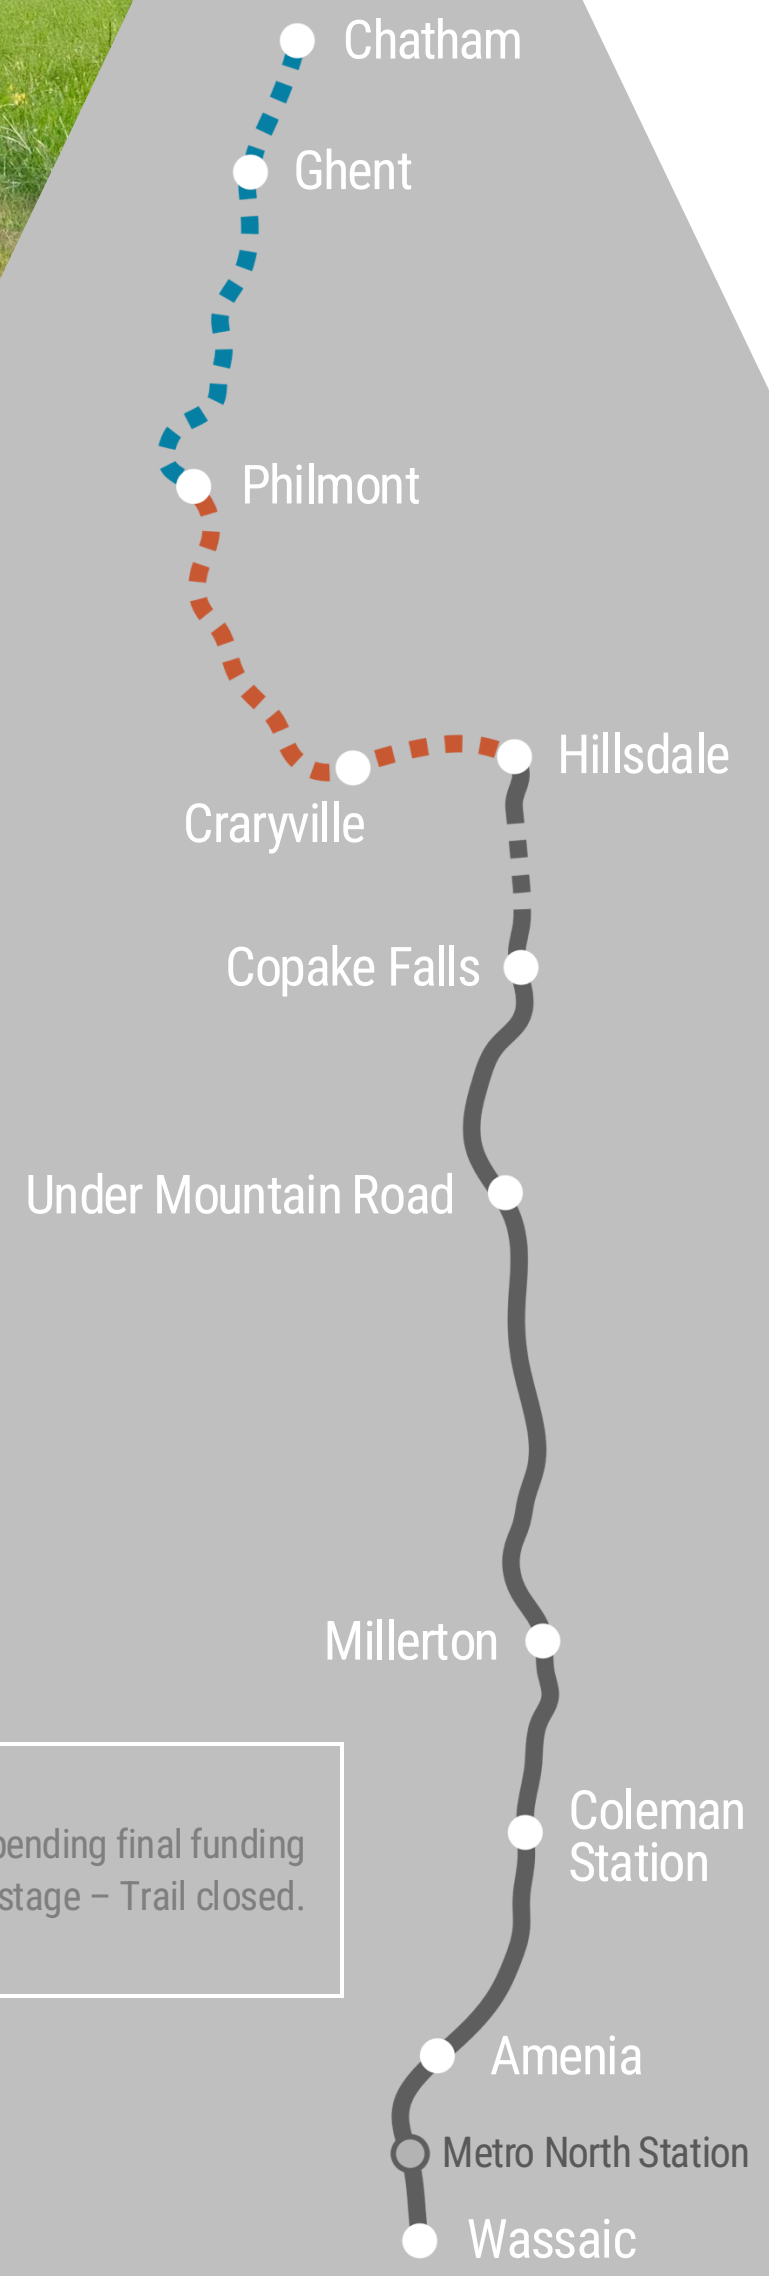 Chatham
Ghent
Philmont
Hillsdale
Craryville
Copake Falls
Under Mountain Road
Millerton
Coleman
Station
pending final funding
stage – Trail closed.
Amenia
Metro North Station
Wassaic